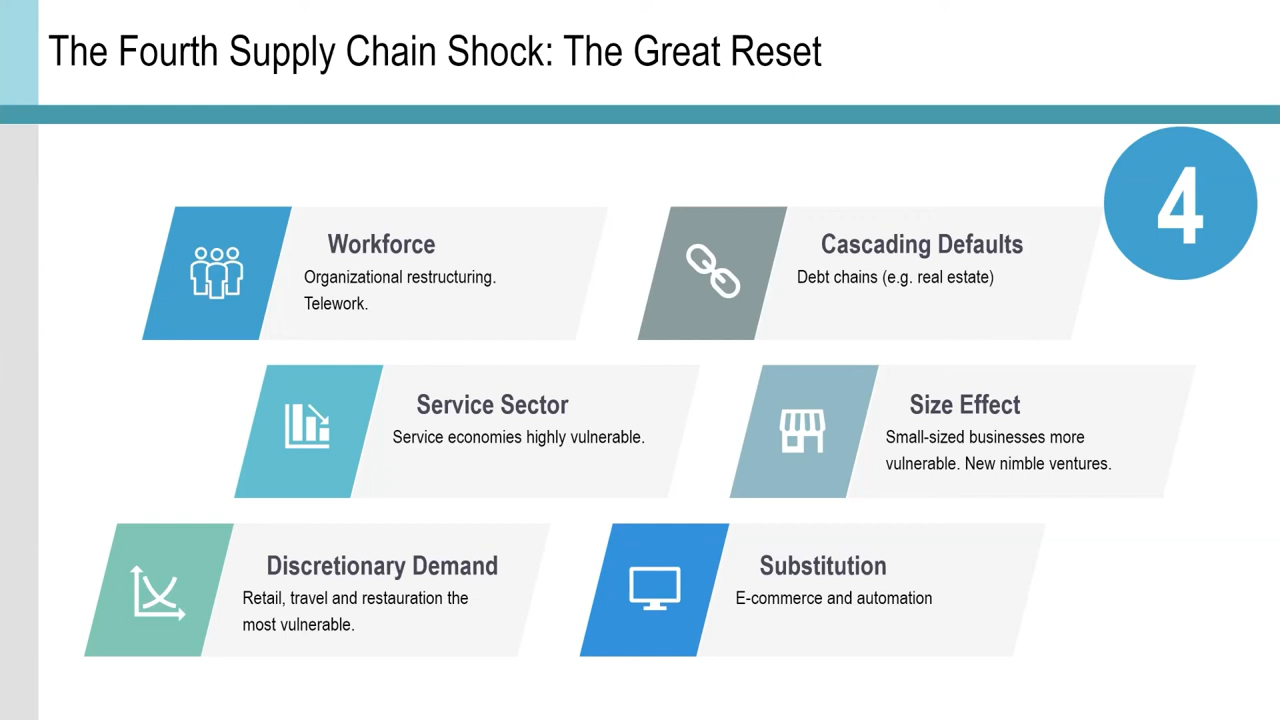 The Fourth Supply Chain Shock: The Great Reset
4
Workforce
Organizational restructuring.
Telework.
Cascading Defaults
Debt chains (e.g. real estate)
Service Sector
Service economies highly vulnerable.
Size Effect
Small-sized businesses more
vulnerable. New nimble ventures.
Discretionary Demand
Retail, travel and restauration the
most vulnerable.
Substitution
E-commerce and automation